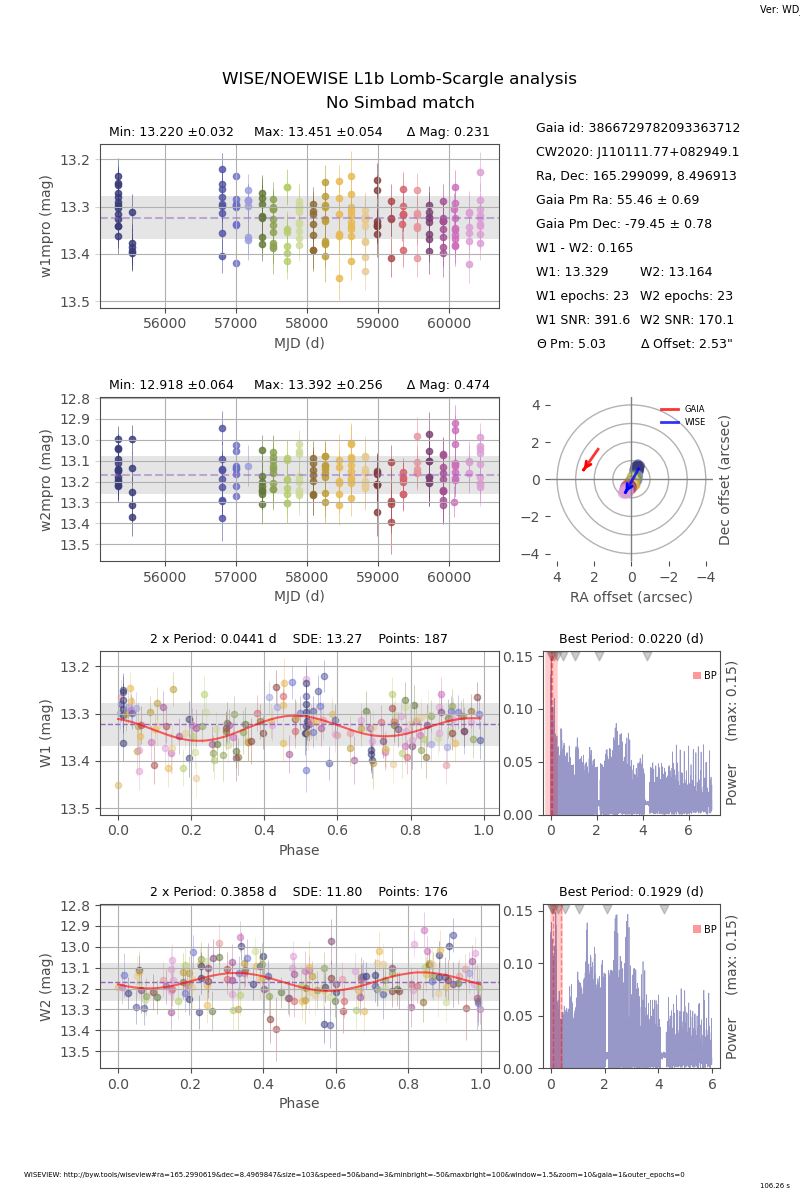 Ver: WD_
WISE/NOEWISE L1b Lomb-Scargle analysis
No Simbad match
Min: 13.220 ±0.032 Max: 13.451 ±0.054 Δ Mag: 0.231
13.2
13.3
13.4
13.5
w1mpro (mag)
56000 57000 58000 59000 60000
MJD (d)
Gaia id: 3866729782093363712
CW2020: J110111.77+082949.1
Ra, Dec: 165.299099, 8.496913
Gaia Pm Ra: 55.46 ± 0.69
Gaia Pm Dec: -79.45 ± 0.78
W1 - W2: 0.165
W1: 13.329 W2: 13.164
W1 epochs: 23 W2 epochs: 23
W1 SNR: 391.6 W2 SNR: 170.1
Θ Pm: 5.03 Δ Offset: 2.53"
Min: 12.918 ±0.064 Max: 13.392 ±0.256 Δ Mag: 0.474
12.8
12.9
13.0
13.1
13.2
13.3
13.4
13.5
w2mpro (mag)
56000 57000 58000 59000 60000
MJD (d)
GAIA
WISE
4
2
0
−2
−4
4 2 0 −2 −4
RA offset (arcsec)
Dec offset (arcsec)
2 x Period: 0.0441 d SDE: 13.27 Points: 187
13.2
13.3
13.4
13.5
W1 (mag)
0.0 0.2 0.4 0.6 0.8 1.0
Phase
Best Period: 0.0220 (d)
BP
0.15
0.10
0.05
0.00
0 2 4 6
Power (max: 0.15)
2 x Period: 0.3858 d SDE: 11.80 Points: 176
12.8
12.9
13.0
13.1
13.2
13.3
13.4
13.5
W2 (mag)
0.0 0.2 0.4 0.6 0.8 1.0
Phase
Best Period: 0.1929 (d)
BP
0.15
0.10
0.05
0.00
0 2 4 6
Power (max: 0.15)
WISEVIEW: http://byw.tools/wiseview#ra=165.2990619&dec=8.4969847&size=103&speed=50&band=3&minbright=-50&maxbright=100&window=1.5&zoom=10&gaia=1&outer_epochs=0
106.26 s